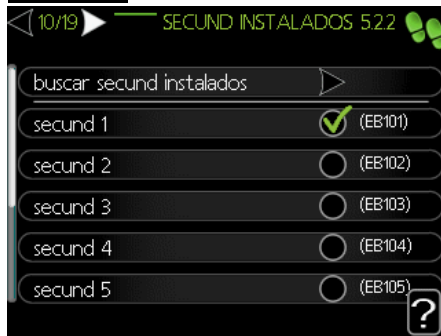 10/19 SECUND INSTALADOS 5.2.2
buscar secund instalados
secund 1 (EB101)
secund 2 (EB102)
secund 3 (EB103)
secund 4 (EB104)
secund 5 (EB105)
?